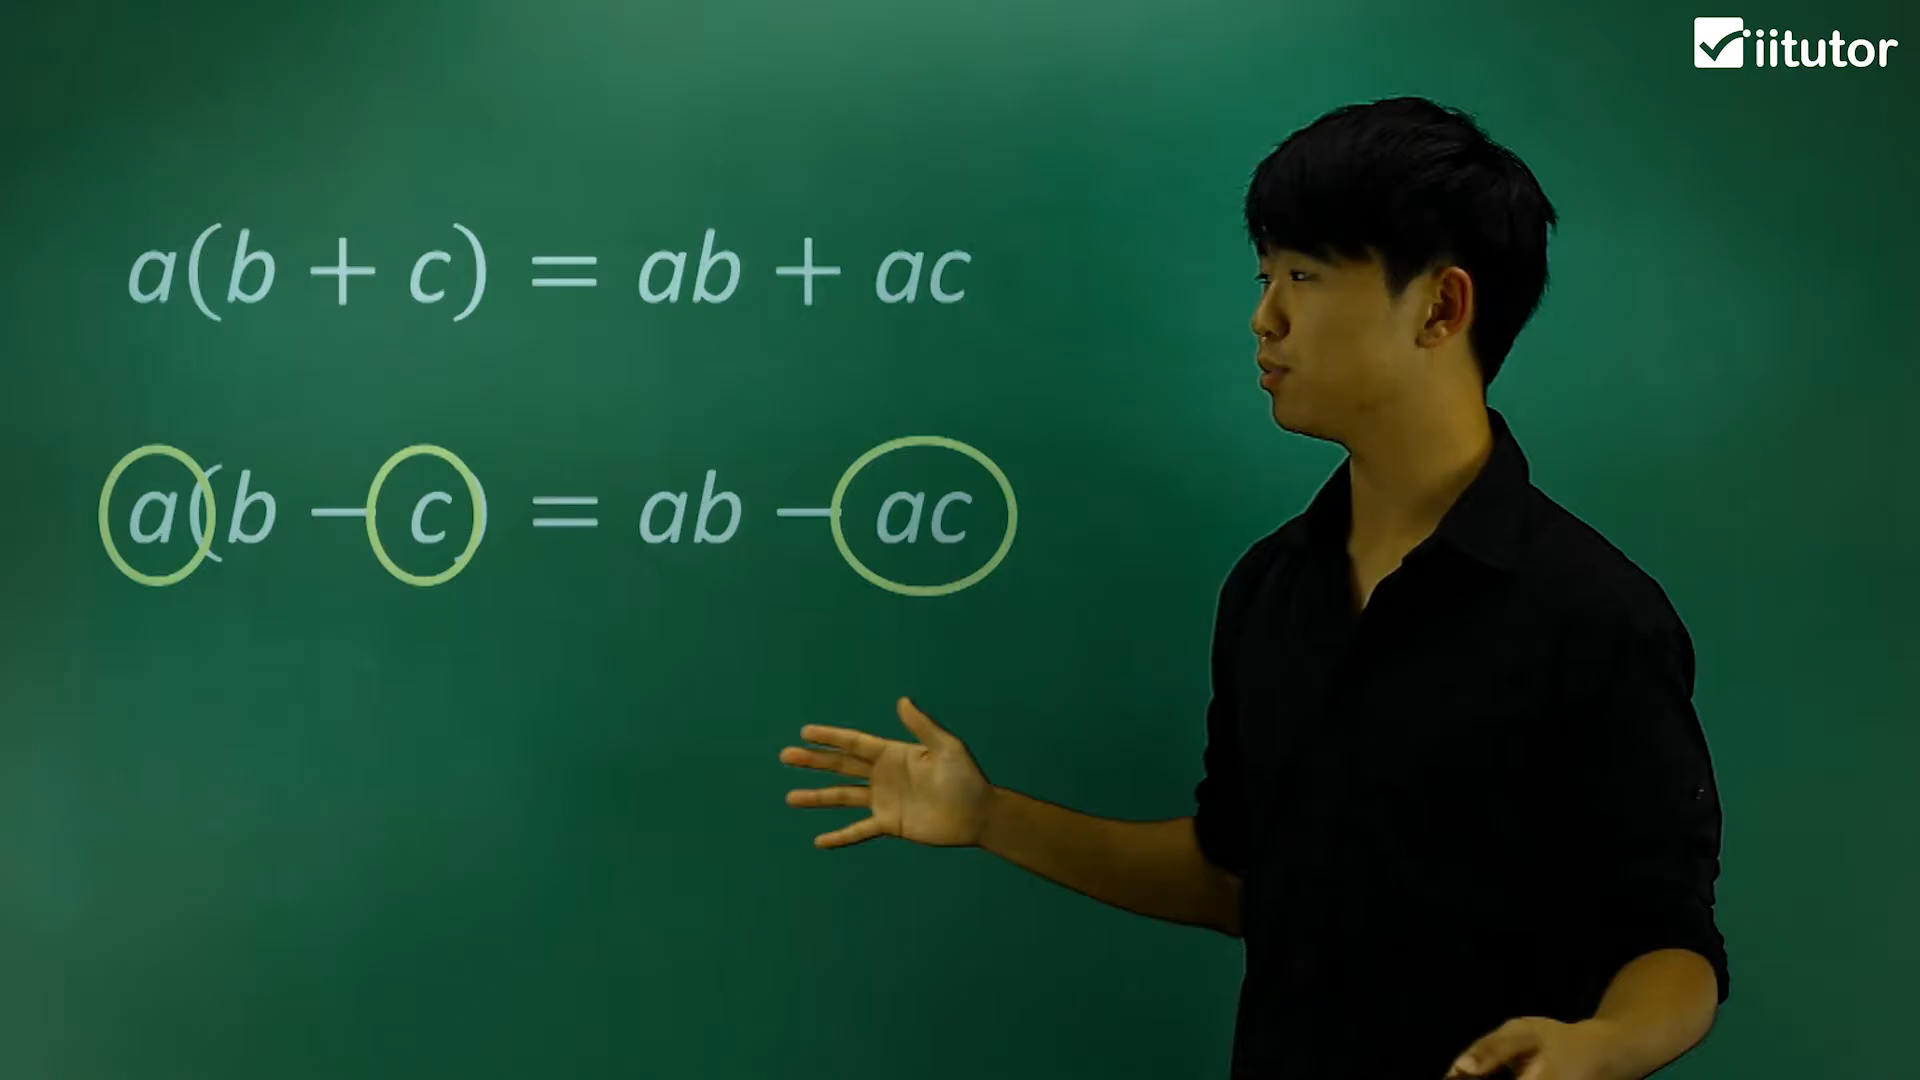 iitutor
a(b + c) = ab + ac
a(b − c) = ab − ac